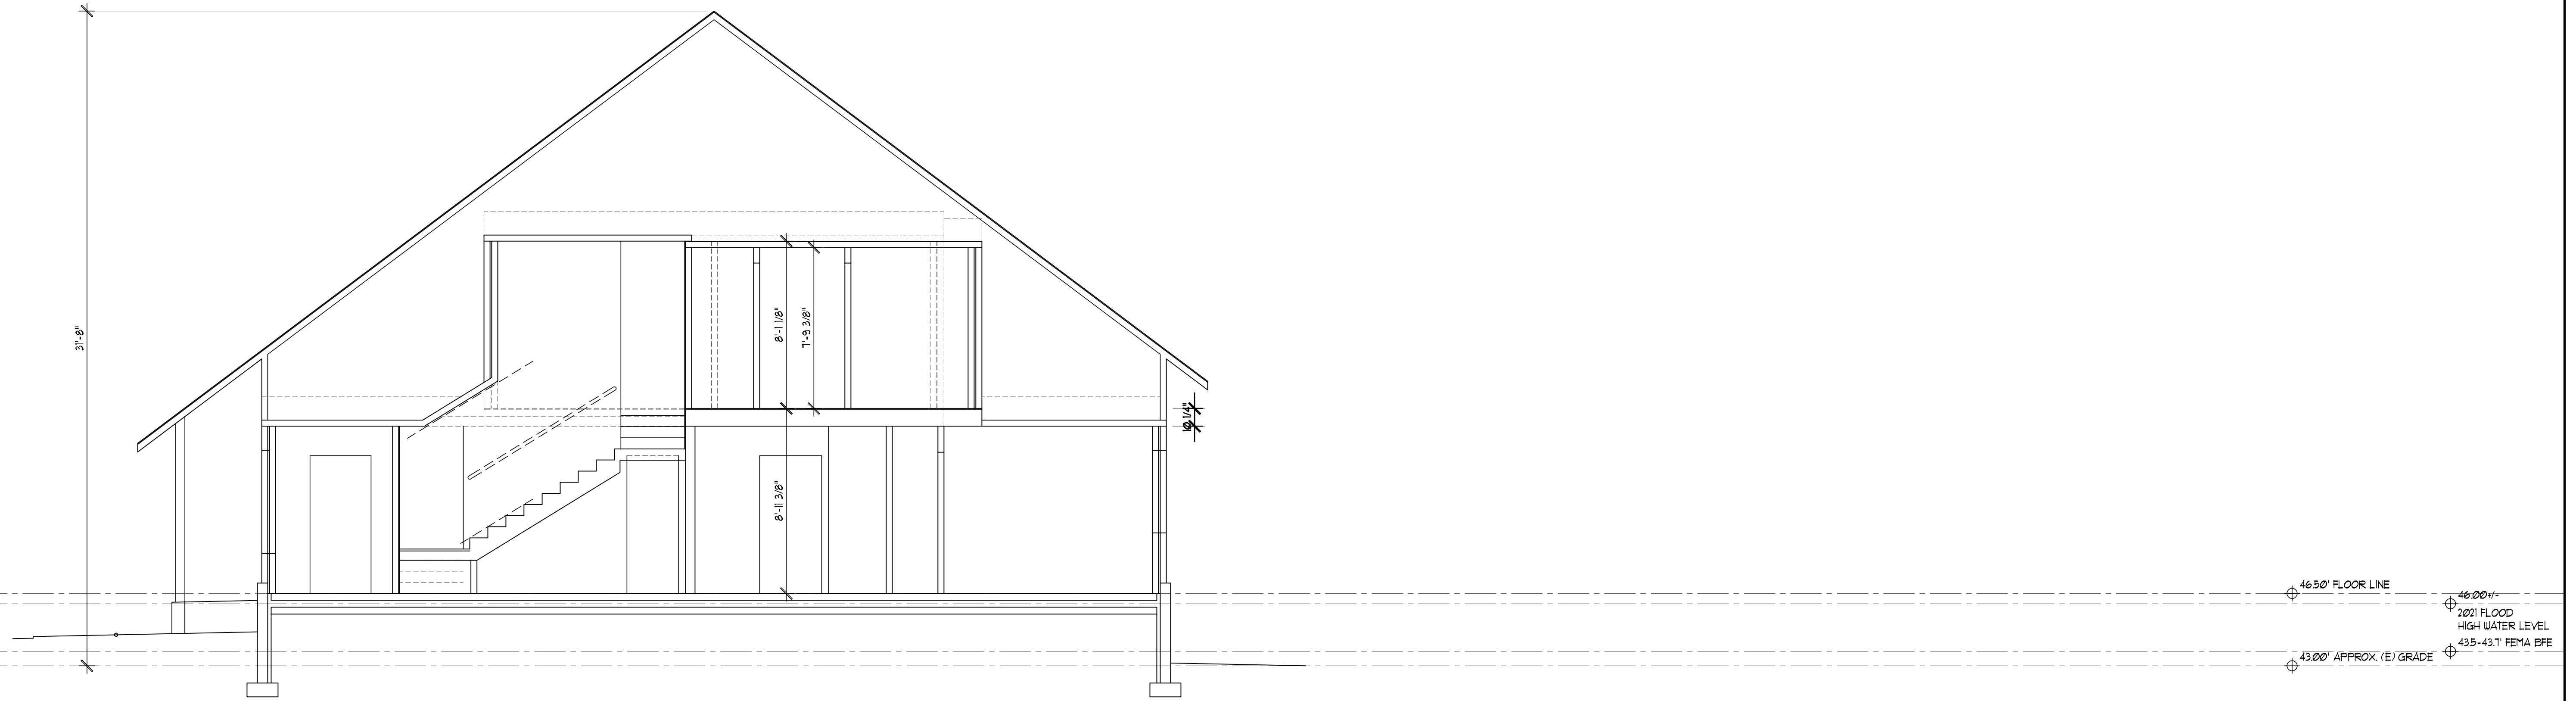 31'-8"
8'-1 1/8"
7'-9 3/8"
10 1/4"
8'-11 3/8"
46.50' FLOOR LINE
46.00+/-
2021 FLOOD
HIGH WATER LEVEL
43.5-43.7' FEMA BFE
43.00' APPROX. (E) GRADE